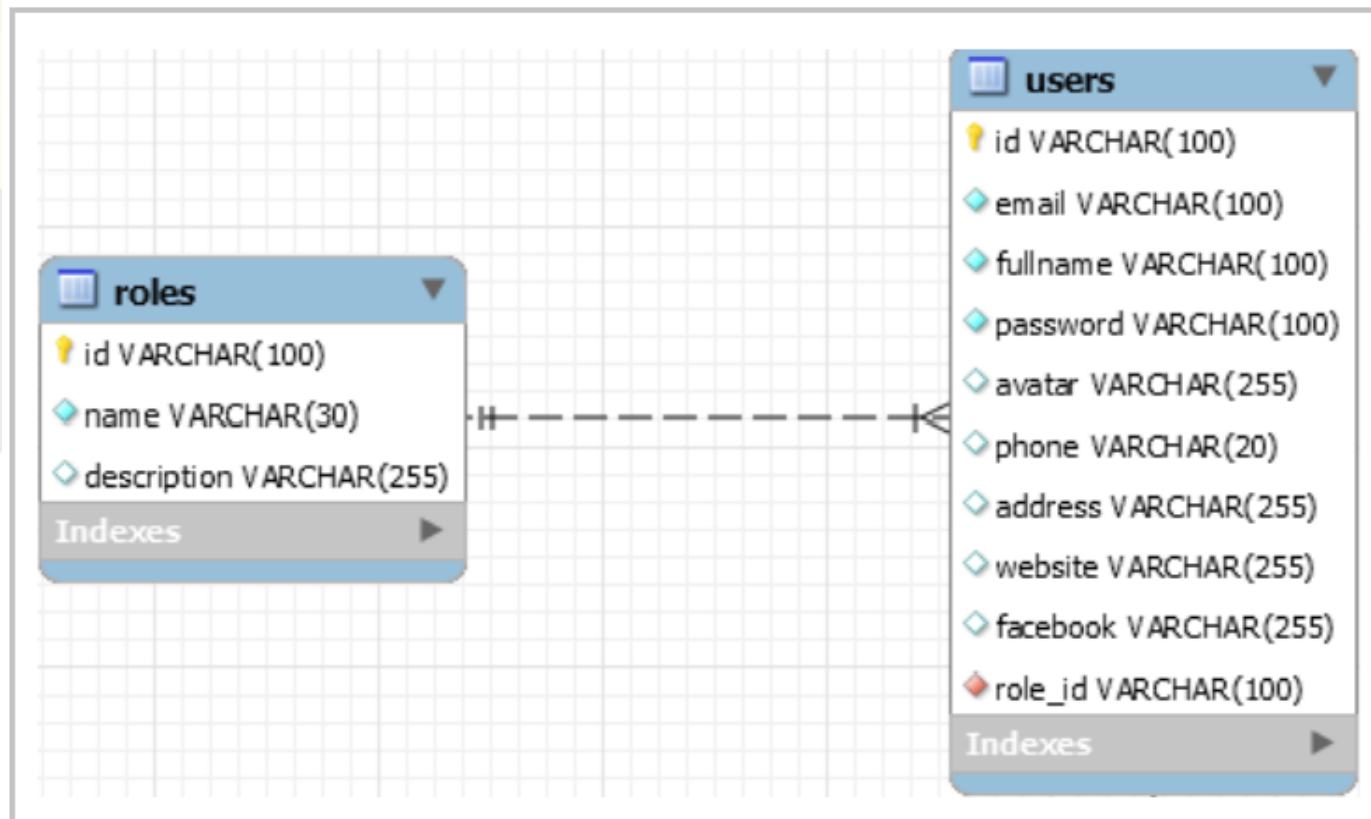 roles
id VARCHAR(100)
name VARCHAR(30)
description VARCHAR(255)
Indexes
users
id VARCHAR(100)
email VARCHAR(100)
fullname VARCHAR(100)
password VARCHAR(100)
avatar VARCHAR(255)
phone VARCHAR(20)
address VARCHAR(255)
website VARCHAR(255)
facebook VARCHAR(255)
role_id VARCHAR(100)
Indexes